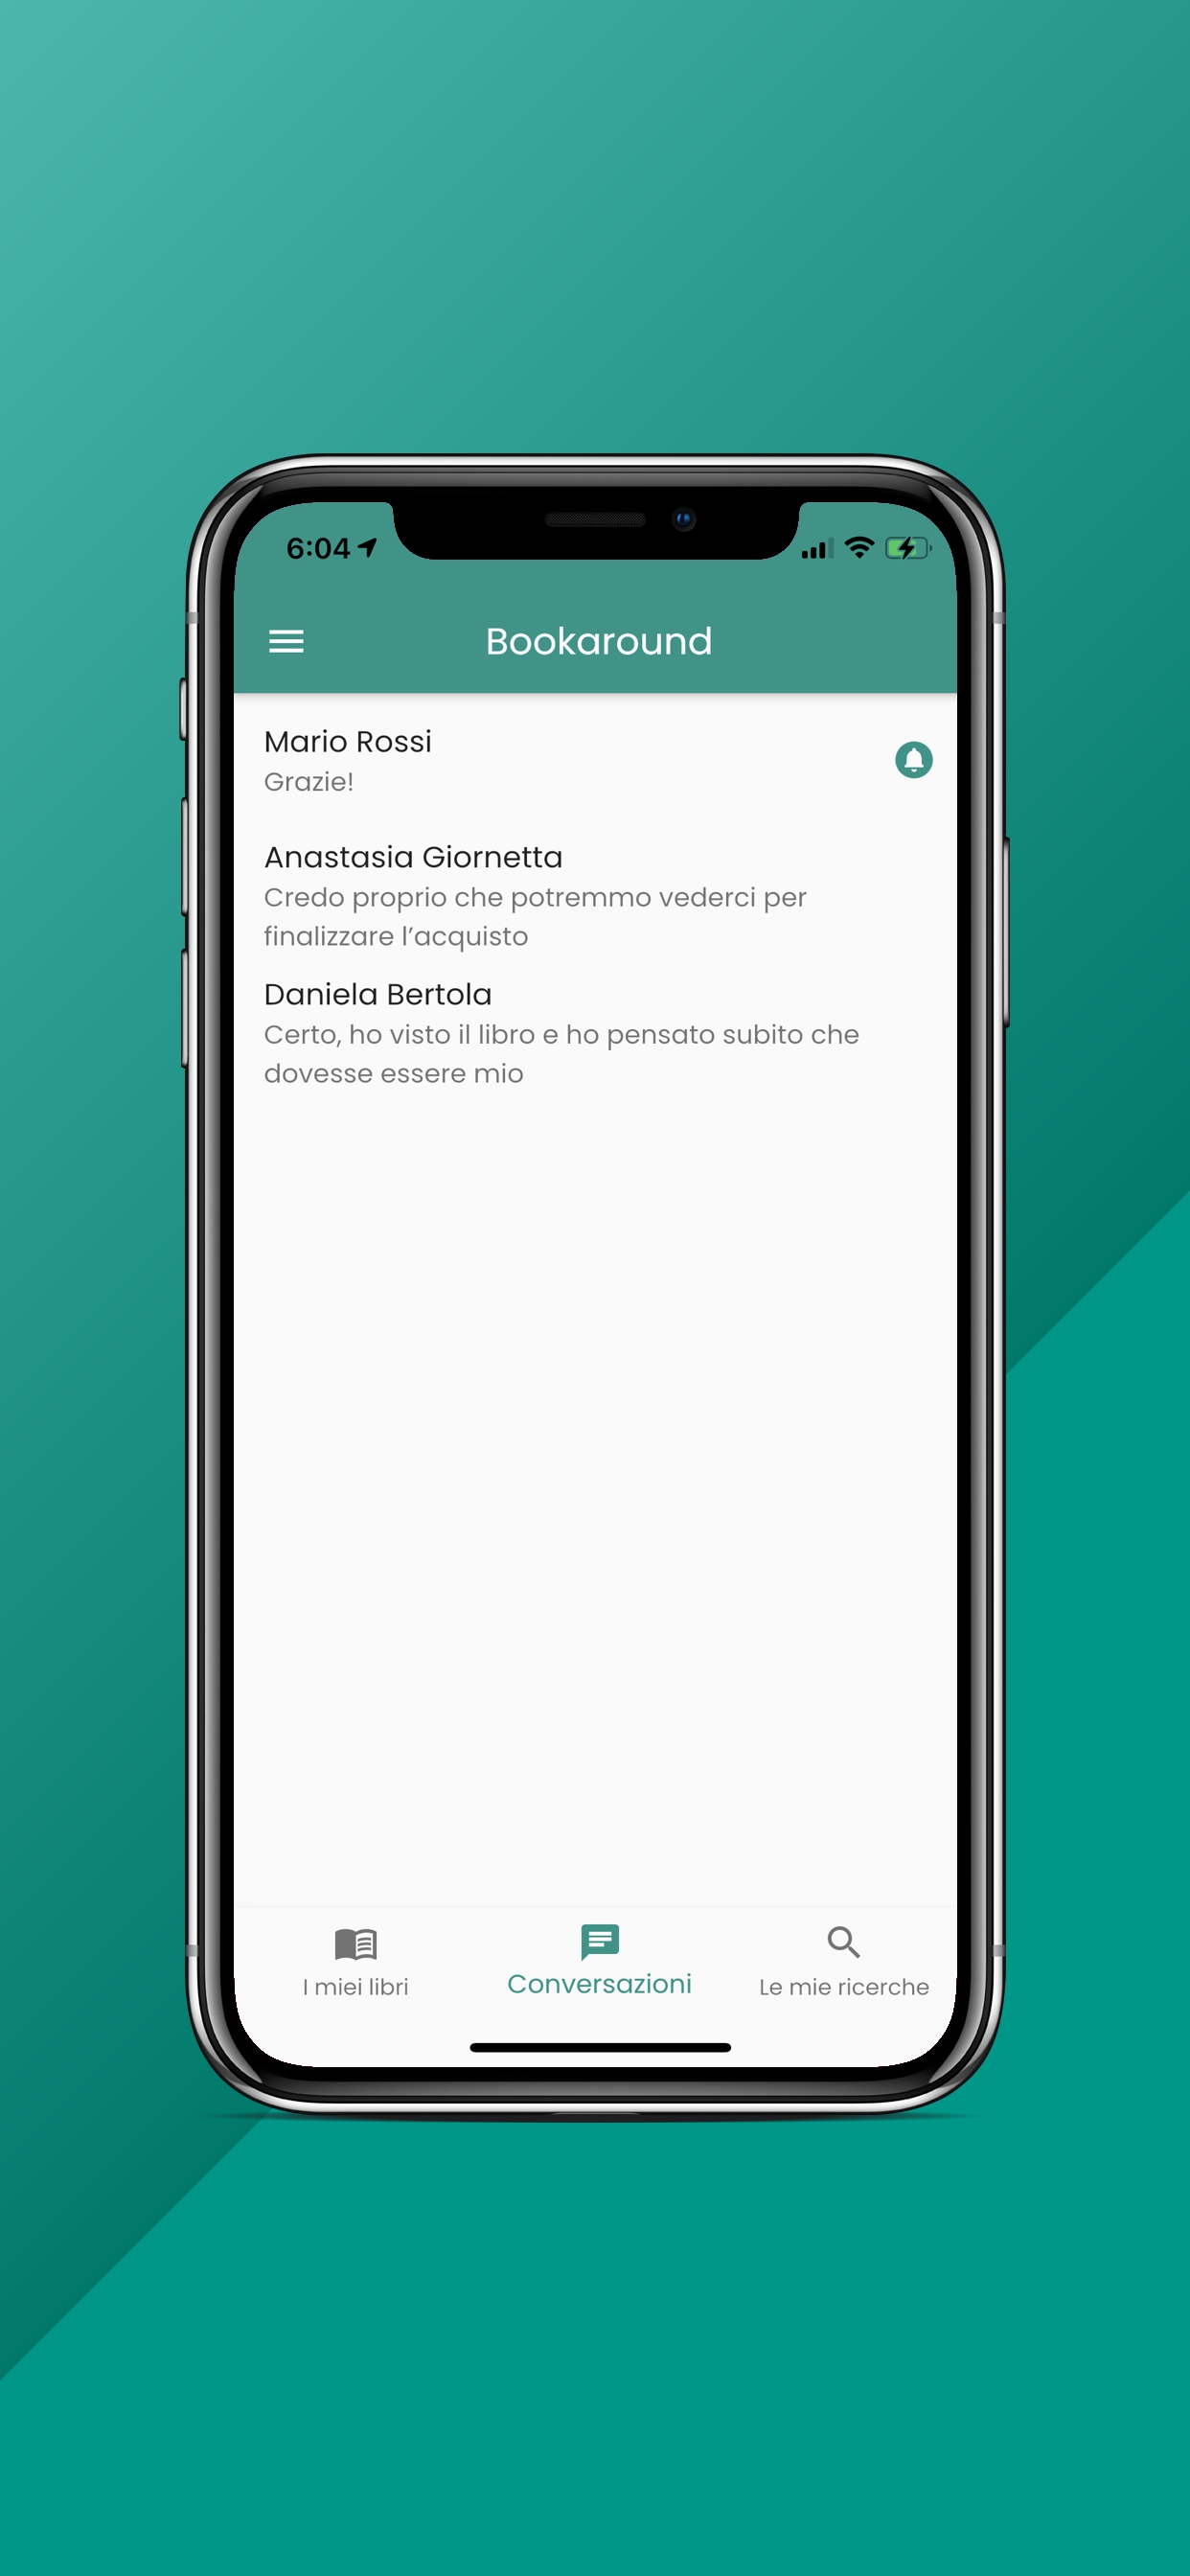 6:04
Bookaround
Mario Rossi
Grazie!
Anastasia Giornetta
Credo proprio che potremmo vederci per
finalizzare l’acquisto
Daniela Bertola
Certo, ho visto il libro e ho pensato subito che
dovesse essere mio
I miei libri
Conversazioni
Le mie ricerche